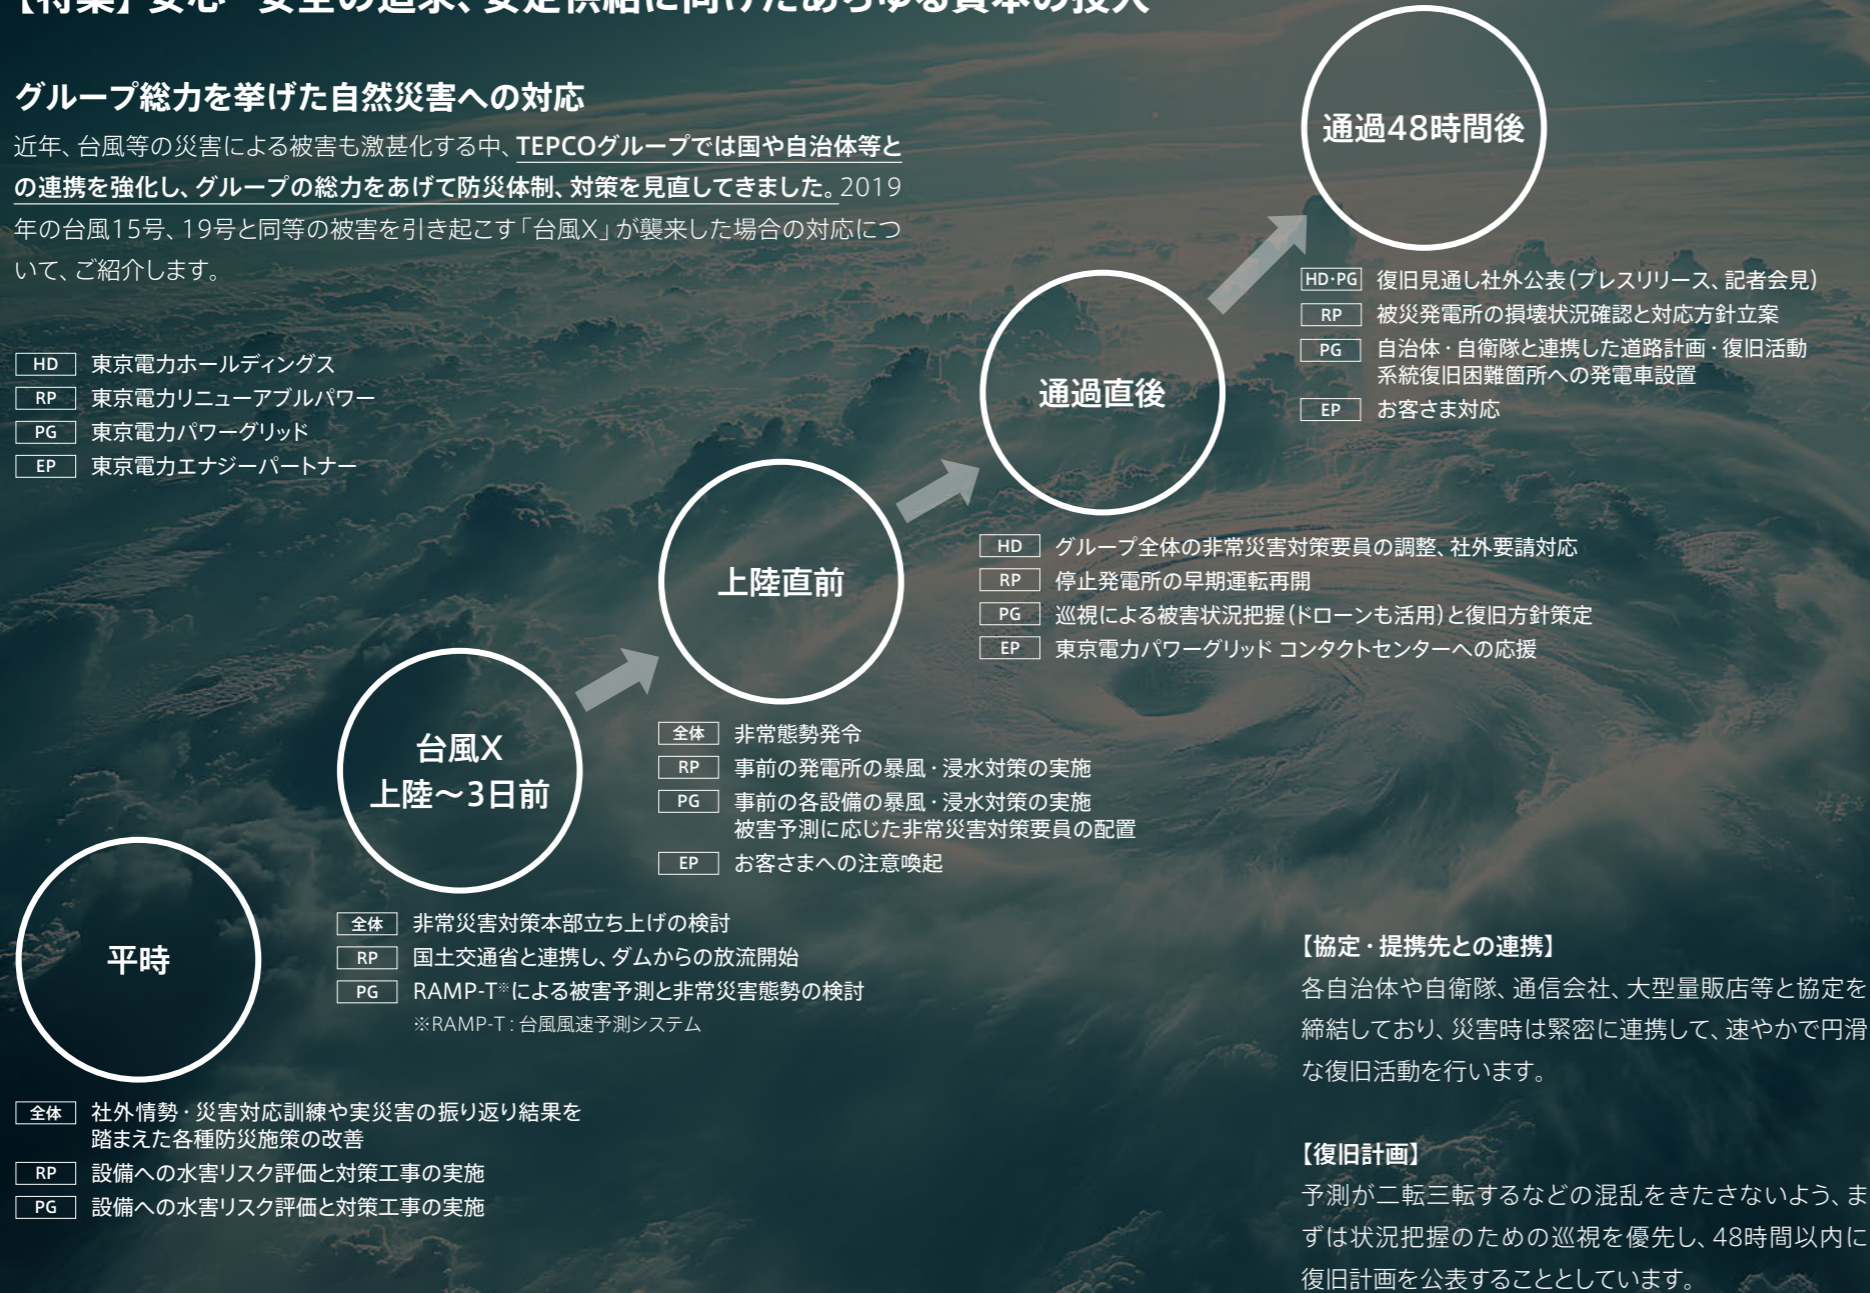 【特集】安心・安全の追求、安定供給に向けたあらゆる資本の投入
グループ総力を挙げた自然災害への対応
近年、台風等の災害による被害も激甚化する中、TEPCOグループでは国や自治体等と
の連携を強化し、グループの総力をあげて防災体制、対策を見直してきました。2019
年の台風15号、19号と同等の被害を引き起こす「台風X」が襲来した場合の対応につ
いて、ご紹介します。
HD 東京電力ホールディングス
RP 東京電力リニューアブルパワー
PG 東京電力パワーグリッド
EP 東京電力エナジーパートナー
平時
全体 社外情勢・災害対応訓練や実災害の振り返り結果を
踏まえた各種防災施策の改善
RP 設備への水害リスク評価と対策工事の実施
PG 設備への水害リスク評価と対策工事の実施
台風X
上陸～3日前
全体 非常災害対策本部立ち上げの検討
RP 国土交通省と連携し、ダムからの放流開始
PG RAMP-T※による被害予測と非常災害態勢の検討
※RAMP-T：台風風速予測システム
上陸直前
全体 非常態勢発令
RP 事前の発電所の暴風・浸水対策の実施
PG 事前の各設備の暴風・浸水対策の実施
被害予測に応じた非常災害対策要員の配置
EP お客さまへの注意喚起
通過直後
HD グループ全体の非常災害対策要員の調整、社外要請対応
RP 停止発電所の早期運転再開
PG 巡視による被害状況把握（ドローンも活用）と復旧方針策定
EP 東京電力パワーグリッド コンタクトセンターへの応援
通過48時間後
HD・PG 復旧見通し社外公表（プレスリリース、記者会見）
RP 被災発電所の損壊状況確認と対応方針立案
PG 自治体・自衛隊と連携した道路計画・復旧活動
系統復旧困難箇所への発電車設置
EP お客さま対応
【協定・提携先との連携】
各自治体や自衛隊、通信会社、大型量販店等と協定を
締結しており、災害時は緊密に連携して、速やかで円滑
な復旧活動を行います。
【復旧計画】
予測が二転三転するなどの混乱をきたさないよう、ま
ずは状況把握のための巡視を優先し、48時間以内に
復旧計画を公表することとしています。